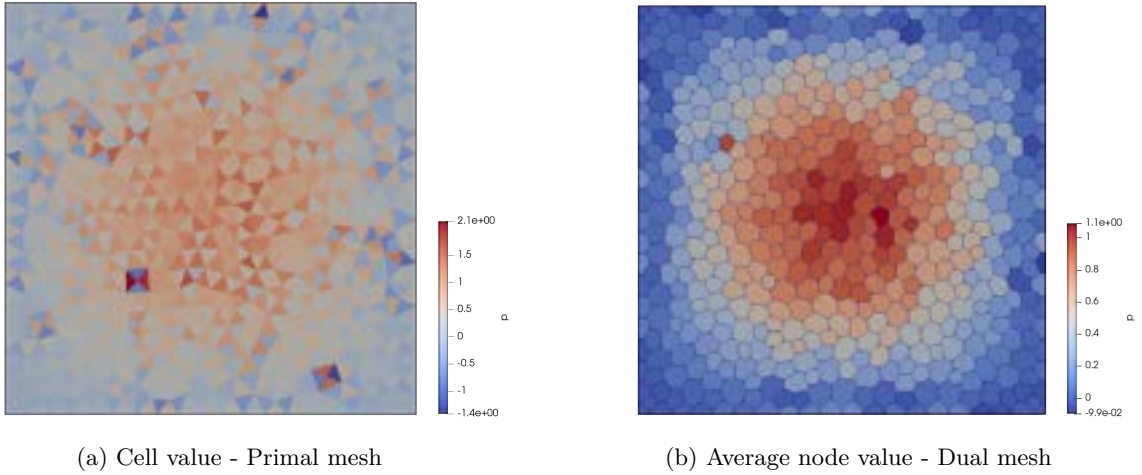 2.1e+00
1.5
1
0.5
0
-0.5
-1
-1.4e+00
p
1.1e+00
1
0.8
0.6
0.4
0.2
0
-9.9e-02
p
(a) Cell value - Primal mesh
(b) Average node value - Dual mesh